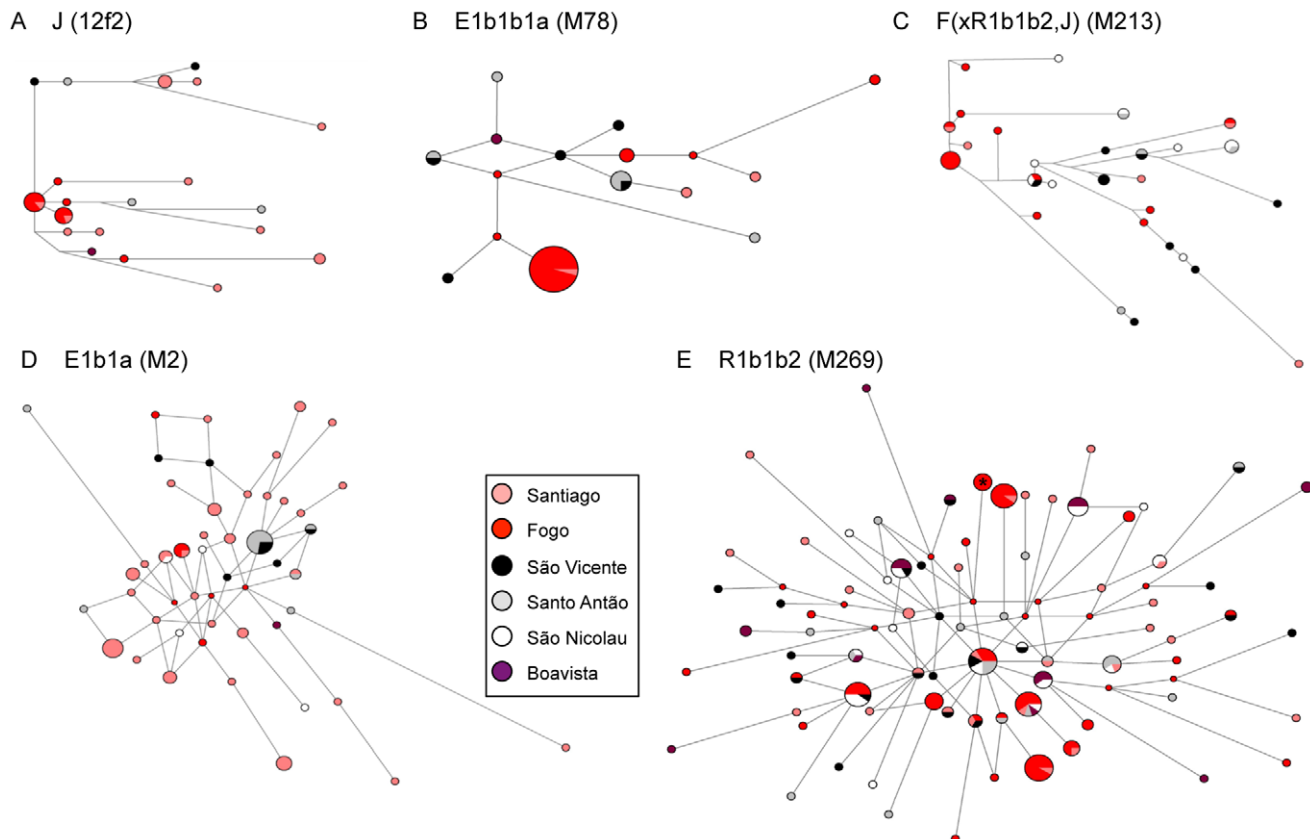 A J (12f2)
B E1b1b1a (M78)
C F(xR1b1b2,J) (M213)
D E1b1a (M2)
E R1b1b2 (M269)
*
Santiago
Fogo
São Vicente
Santo Antão
São Nicolau
Boavista